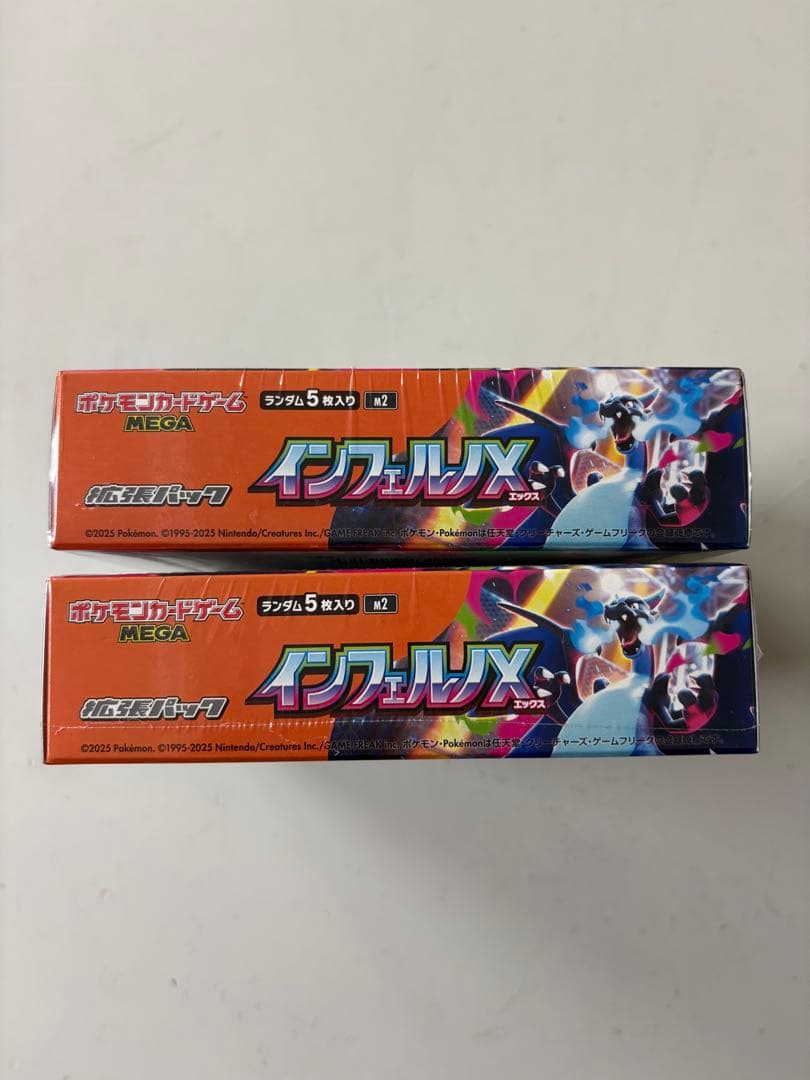 ポケモンカードゲーム
MEGA
ランダム5枚入り M2
拡張パック
インフェルノX
エックス
©2025 Pokémon. ©1995-2025 Nintendo/Creatures Inc./GAME FREAK inc. ポケモン・Pokémonは任天堂・クリーチャーズ・ゲームフリークの登録商標です。
ポケモンカードゲーム
MEGA
ランダム5枚入り M2
拡張パック
インフェルノX
エックス
©2025 Pokémon. ©1995-2025 Nintendo/Creatures Inc./GAME FREAK inc. ポケモン・Pokémonは任天堂・クリーチャーズ・ゲームフリークの登録商標です。